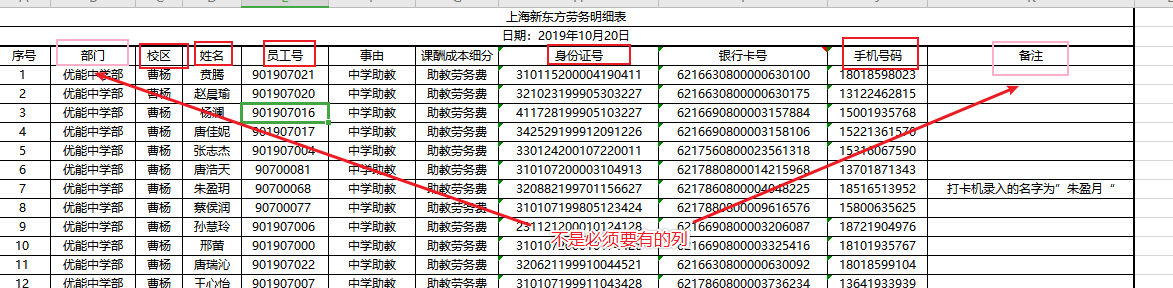 上海新东方劳务明细表
日期：2019年10月20日
序号 部门 校区 姓名 员工号 事由 课酬成本细分 身份证号 银行卡号 手机号码 备注
1 优能中学部 曹杨 贲腾 901907021 中学助教 助教劳务费 310115200004190411 6216630800000630100 18018598023
2 优能中学部 曹杨 赵晨瑜 901907020 中学助教 助教劳务费 321023199905303227 6216630800000630175 13122462815
3 优能中学部 曹杨 901907016 中学助教 助教劳务费 411728199905103227 6216690800003157884 15001935768
4 优能中学部 曹杨 唐佳妮 901907017 中学助教 助教劳务费 342529199912091226 6216690800003158106
5 优能中学部 曹杨 张志杰 901907004 中学助教 助教劳务费 330124200107220011 6217560800023561318
6 优能中学部 曹杨 唐浩天 90700081 中学助教 助教劳务费 310107200003104913 6217880800014215968 13701871343
7 优能中学部 曹杨 朱盈玥 90700068 中学助教 助教劳务费 320882199701156627 18516513952 打卡机录入的名字为”朱盈月“
8 优能中学部 曹杨 蔡侯润 90700077 中学助教 助教劳务费 310107199805123424 6217880800009616576 15800635625
9 优能中学部 曹杨 孙慧玲 901907006 中学助教 助教劳务费 6216690800003206087 18721904976
不是必须要有的列
10 优能中学部 曹杨 邢蕾 901907000 中学助教 助教劳务费 6216690800003325416 18101935767
11 优能中学部 曹杨 唐瑞沁 901907022 中学助教 助教劳务费 320621199910044521 6216630800000630092 18018599104
12 优能中学部 曹杨 王心怡 901907007 中学助教 助教劳务费 310109199911043428 6216690800003736234 13641933939